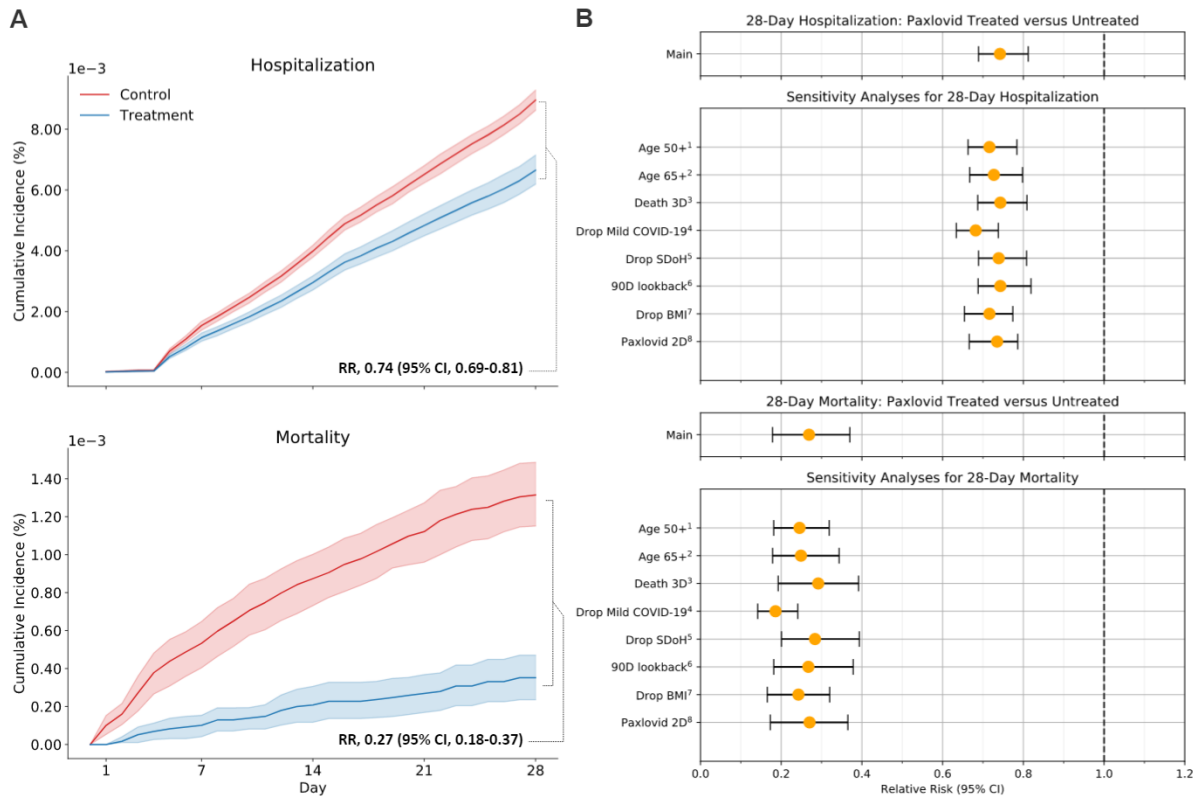 A
1e−3
Hospitalization
Control
Treatment
8.00
6.00
4.00
2.00
0.00
Cumulative Incidence (%)
RR, 0.74 (95% CI, 0.69-0.81)
1e−3
Mortality
1.40
1.20
1.00
0.80
0.60
0.40
0.20
0.00
Cumulative Incidence (%)
RR, 0.27 (95% CI, 0.18-0.37)
1 7 14 21 28
Day
B
28-Day Hospitalization: Paxlovid Treated versus Untreated
Main
Sensitivity Analyses for 28-Day Hospitalization
Age 50+¹
Age 65+²
Death 3D³
Drop Mild COVID-19⁴
Drop SDoH⁵
90D lookback⁶
Drop BMI⁷
Paxlovid 2D⁸
28-Day Mortality: Paxlovid Treated versus Untreated
Main
Sensitivity Analyses for 28-Day Mortality
Age 50+¹
Age 65+²
Death 3D³
Drop Mild COVID-19⁴
Drop SDoH⁵
90D lookback⁶
Drop BMI⁷
Paxlovid 2D⁸
0.0 0.2 0.4 0.6 0.8 1.0 1.2
Relative Risk (95% CI)